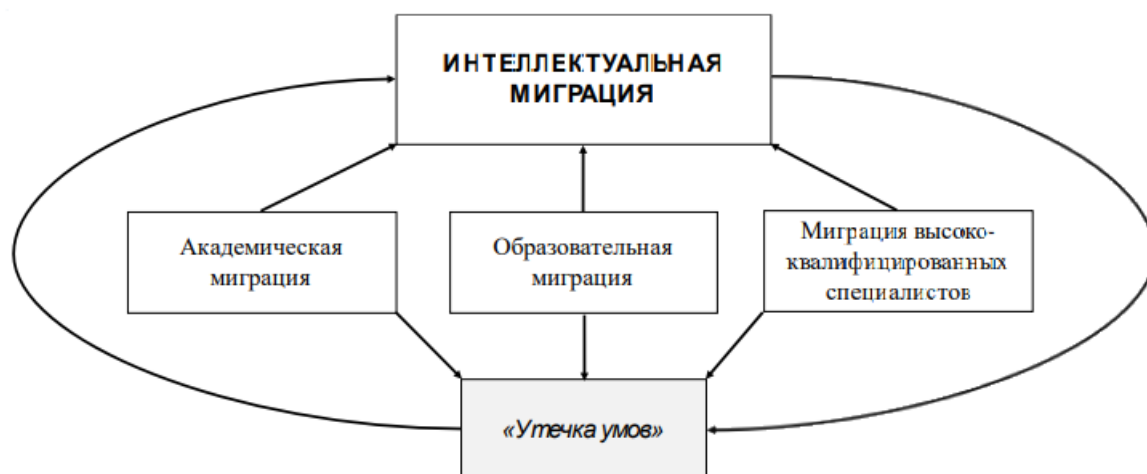 ИНТЕЛЛЕКТУАЛЬНАЯ
МИГРАЦИЯ
Академическая
миграция
Образовательная
миграция
Миграция высоко-
квалифицированных
специалистов
«Утечка умов»